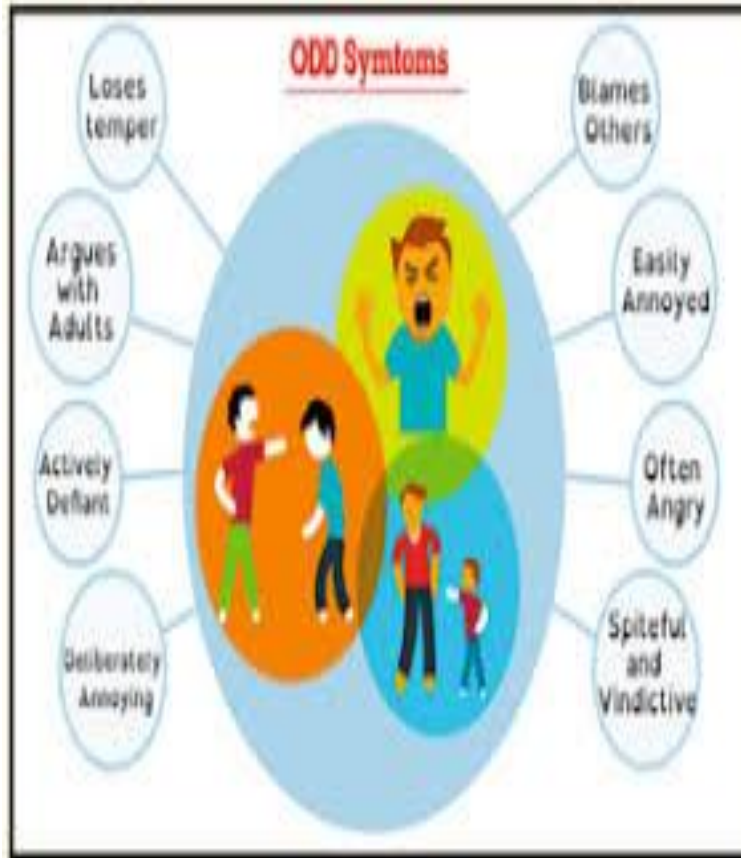 ODD Symtoms
Loses
temper
Argues
with
Adults
Actively
Defiant
Deliberately
Annoying
Blames
Others
Easily
Annoyed
Often
Angry
Spiteful
and
Vindictive